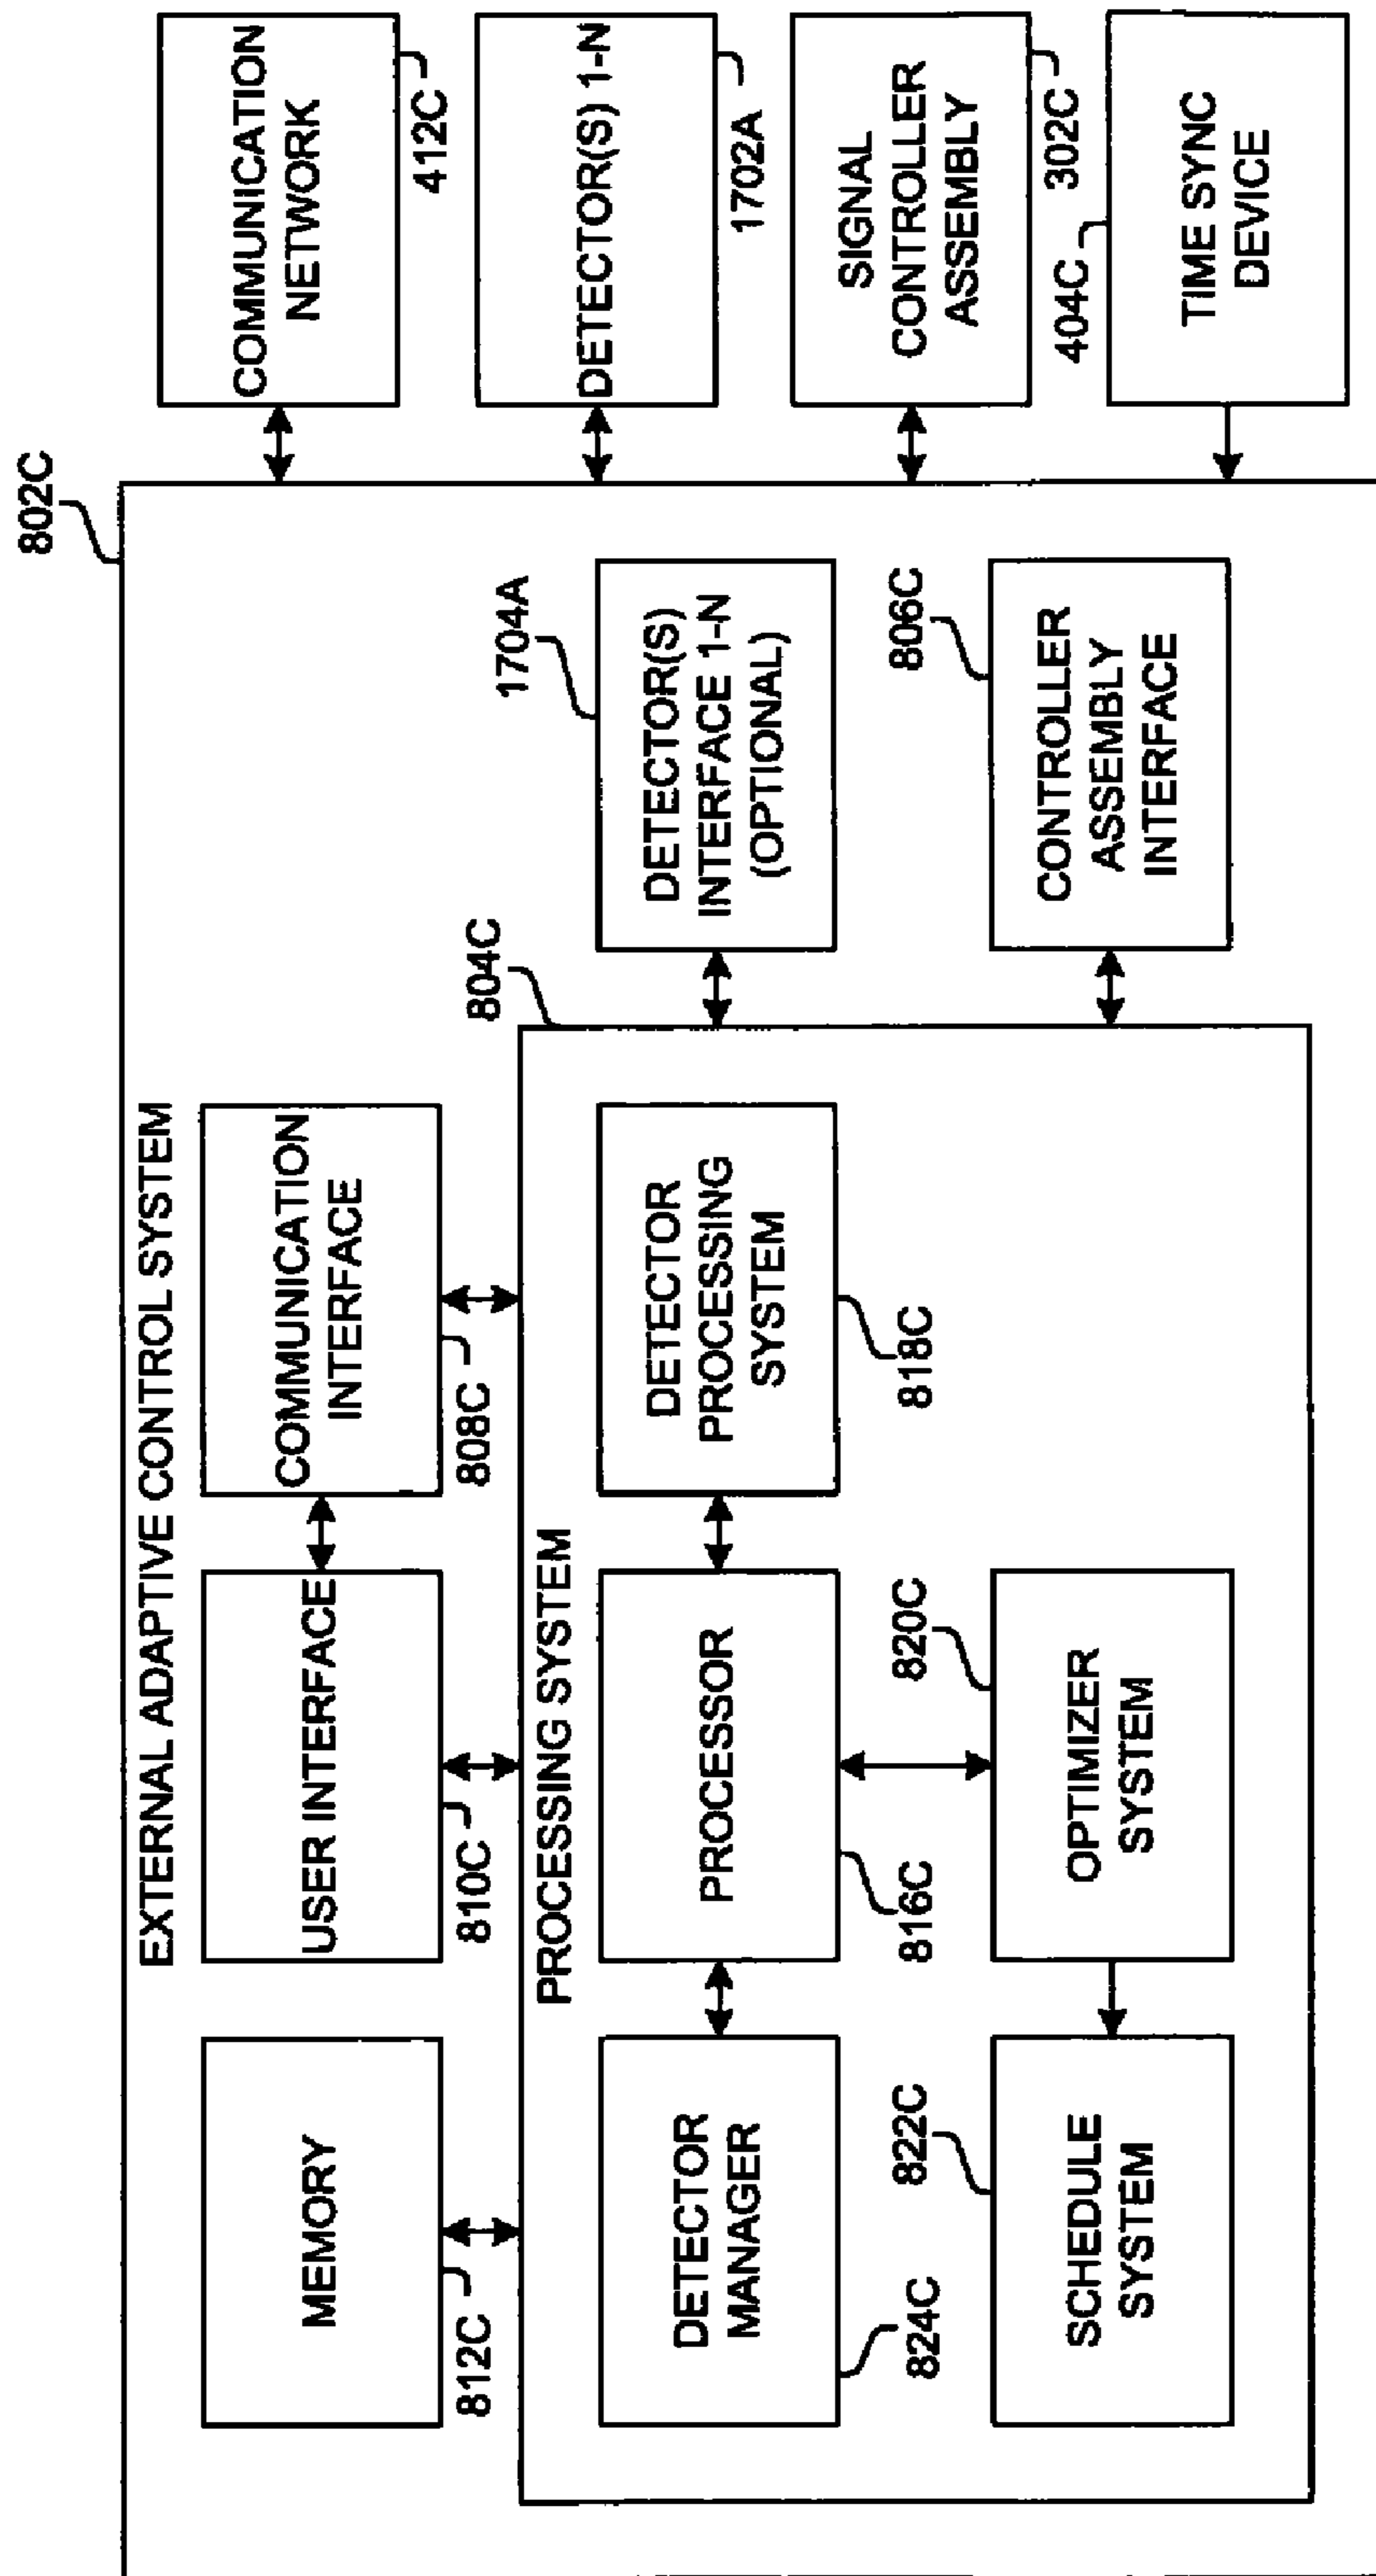 802C
EXTERNAL ADAPTIVE CONTROL SYSTEM
MEMORY
812C
USER INTERFACE
810C
COMMUNICATION
INTERFACE
808C
804C
PROCESSING SYSTEM
DETECTOR
MANAGER
824C
PROCESSOR
816C
DETECTOR
PROCESSING
SYSTEM
818C
822C
SCHEDULE
SYSTEM
820C
OPTIMIZER
SYSTEM
1704A
DETECTOR(S)
INTERFACE 1-N
(OPTIONAL)
806C
CONTROLLER
ASSEMBLY
INTERFACE
COMMUNICATION
NETWORK
412C
DETECTOR(S) 1-N
1702A
SIGNAL
CONTROLLER
ASSEMBLY
302C
404C
TIME SYNC
DEVICE